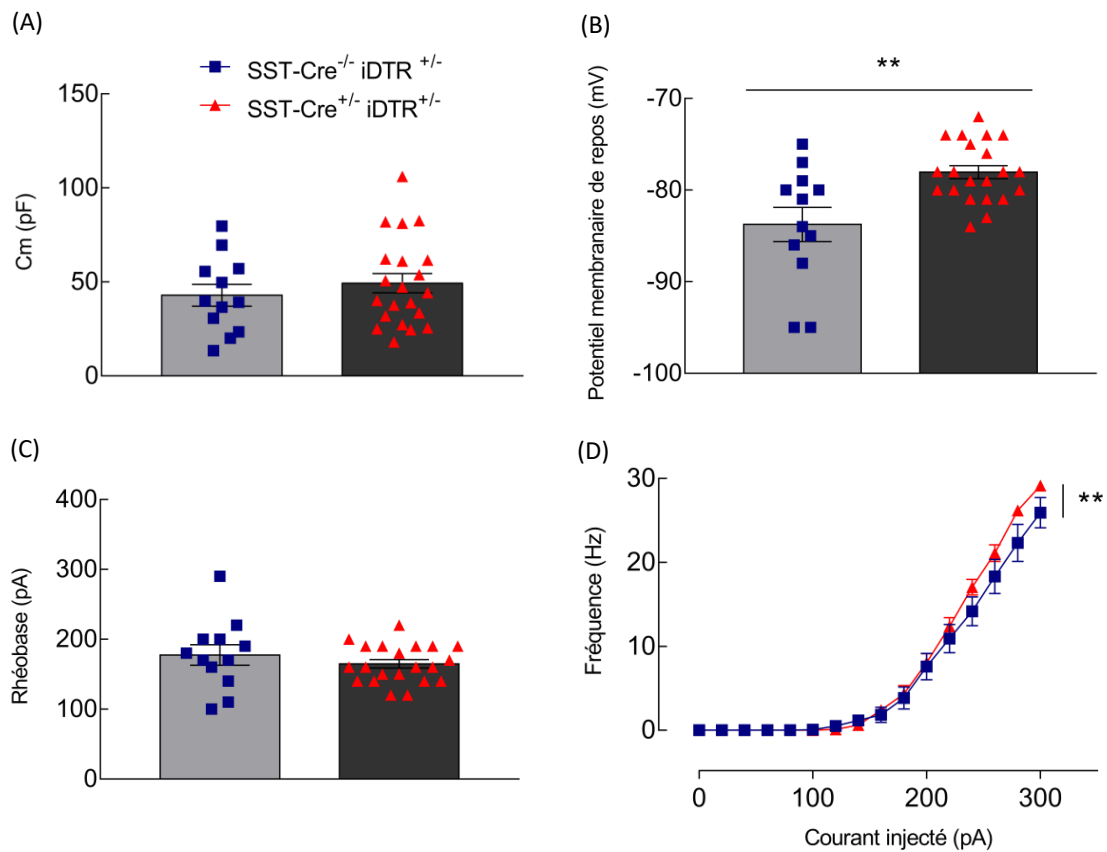 (A)
SST-Cre-/- iDTR +/-
SST-Cre+/- iDTR+/-
Cm (pF)
150
100
50
0
(B)
**
Potentiel membranaire de repos (mV)
-70
-80
-90
-100
(C)
Rhéobase (pA)
400
300
200
100
0
(D)
**
Fréquence (Hz)
30
20
10
0
0 100 200 300
Courant injecté (pA)